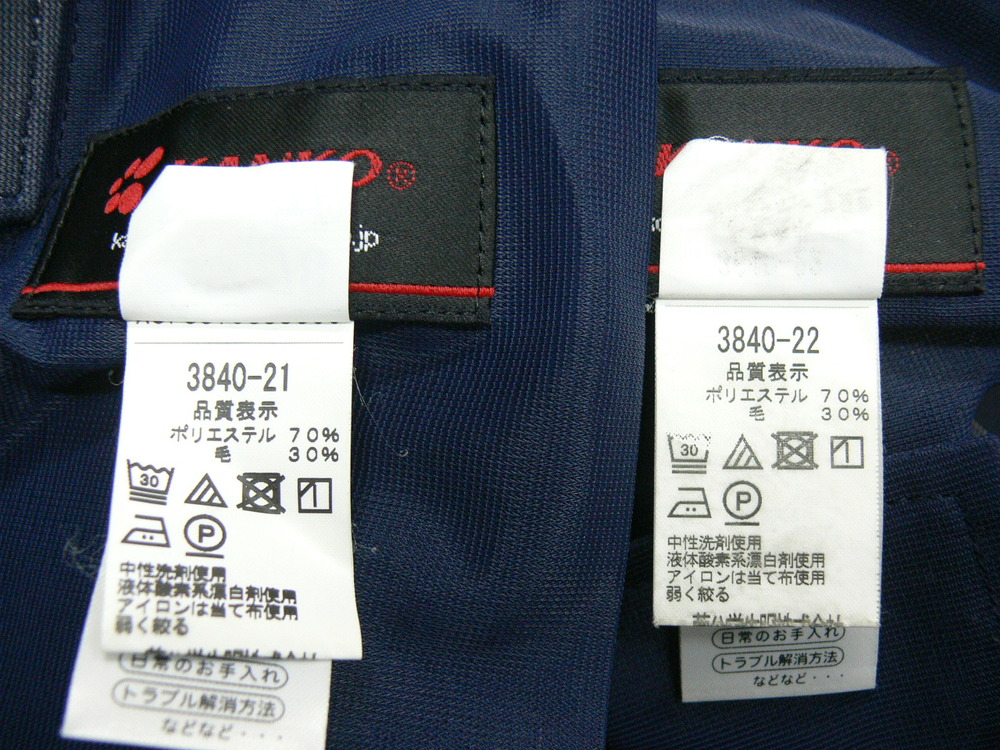 KANKO®
.jp
3840-21
品質表示
ポリエステル 70%
毛 30%
30
P
中性洗剤使用
液体酸素系漂白剤使用
アイロンは当て布使用
弱く絞る
日常のお手入れ
トラブル解消方法
などなど・・・
3840-22
品質表示
ポリエステル 70%
毛 30%
30
P
中性洗剤使用
液体酸素系漂白剤使用
アイロンは当て布使用
弱く絞る
日常のお手入れ
トラブル解消方法
などなど・・・